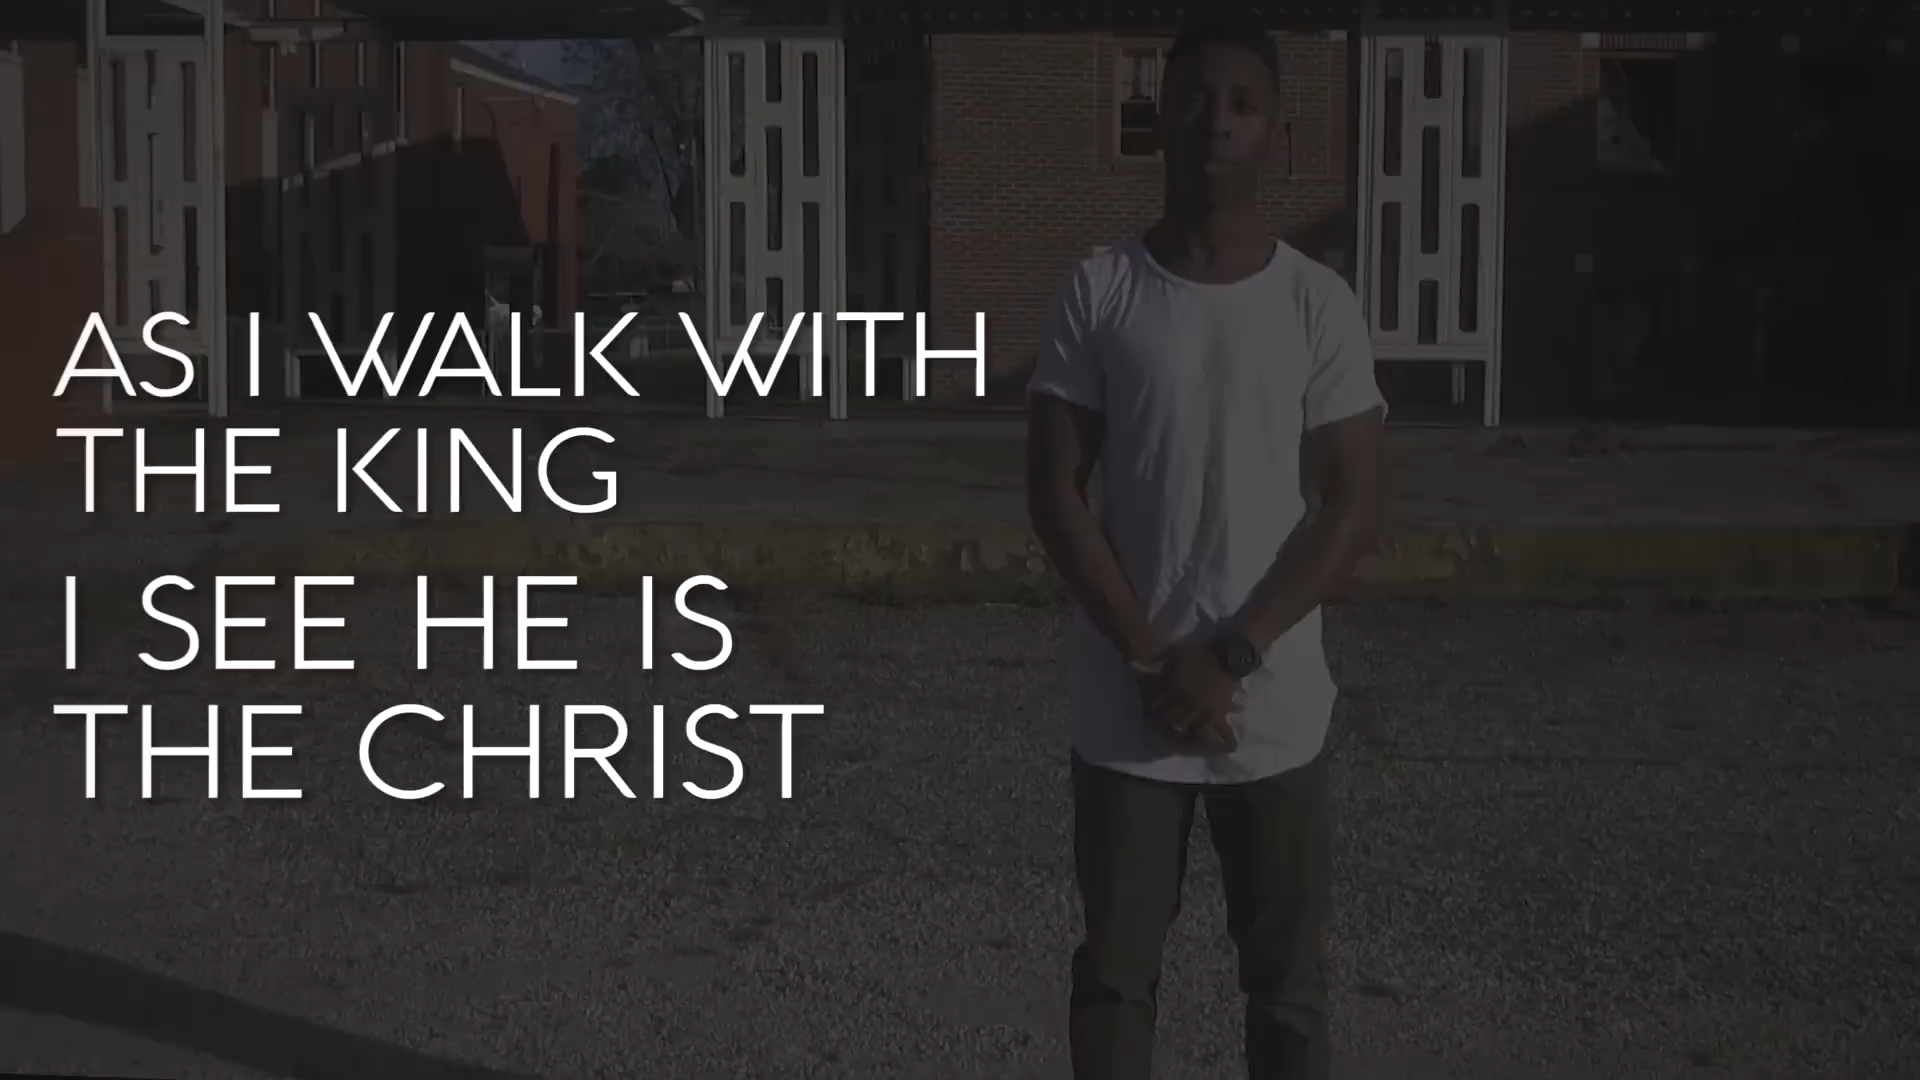 AS I WALK WITH
THE KING
I SEE HE IS
THE CHRIST